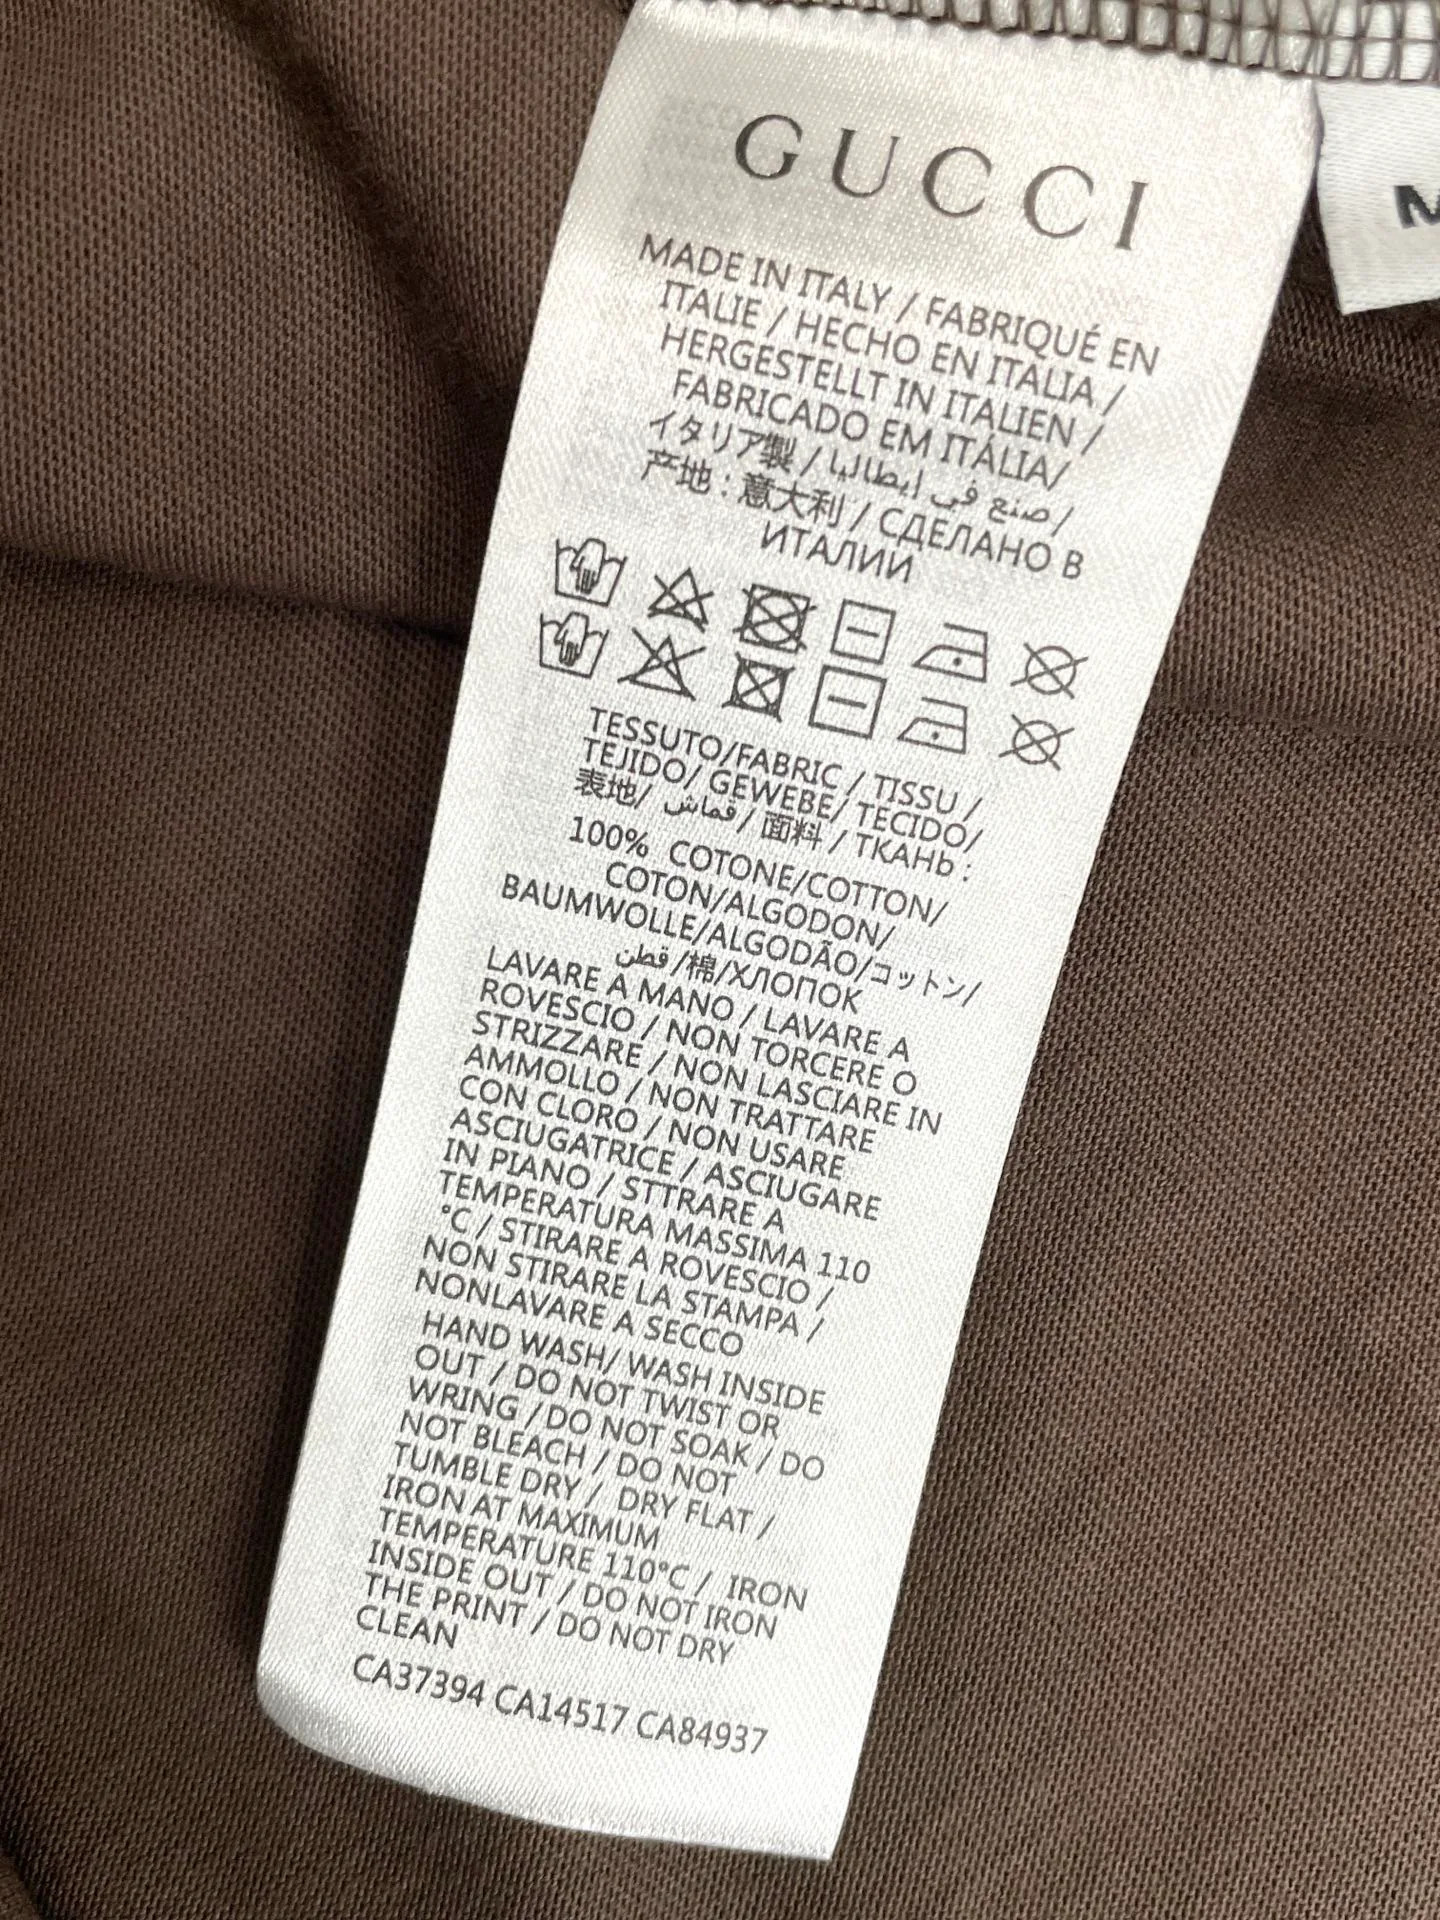 GUCCI
M
MADE IN ITALY / FABRIQUÉ EN
ITALIE / HECHO EN ITALIA /
HERGESTELLT IN ITALIEN /
FABRICADO EM ITÁLIA/
イタリア製 / صنع في إيطاليا /
产地 : 意大利 / СДЕЛАНО В
ИТАЛИИ
TESSUTO/FABRIC / TISSU /
TEJIDO/ GEWEBE/ TECIDO/
表地/ قماش / 面料 / ТКАНЬ :
100% COTONE/COTTON/
COTON/ALGODON/
BAUMWOLLE/ALGODÃO/コットン/
قطن /棉/ХЛОПОК
LAVARE A MANO / LAVARE A
ROVESCIO / NON TORCERE O
STRIZZARE / NON LASCIARE IN
AMMOLLO / NON TRATTARE
CON CLORO / NON USARE
ASCIUGATRICE / ASCIUGARE
IN PIANO / STTRARE A
TEMPERATURA MASSIMA 110
°C / STIRARE A ROVESCIO /
NON STIRARE LA STAMPA /
NONLAVARE A SECCO
HAND WASH/ WASH INSIDE
OUT / DO NOT TWIST OR
WRING /DO NOT SOAK / DO
NOT BLEACH / DO NOT
TUMBLE DRY / DRY FLAT /
IRON AT MAXIMUM
TEMPERATURE 110°C / IRON
INSIDE OUT / DO NOT IRON
THE PRINT / DO NOT DRY
CLEAN
CA37394 CA14517 CA84937